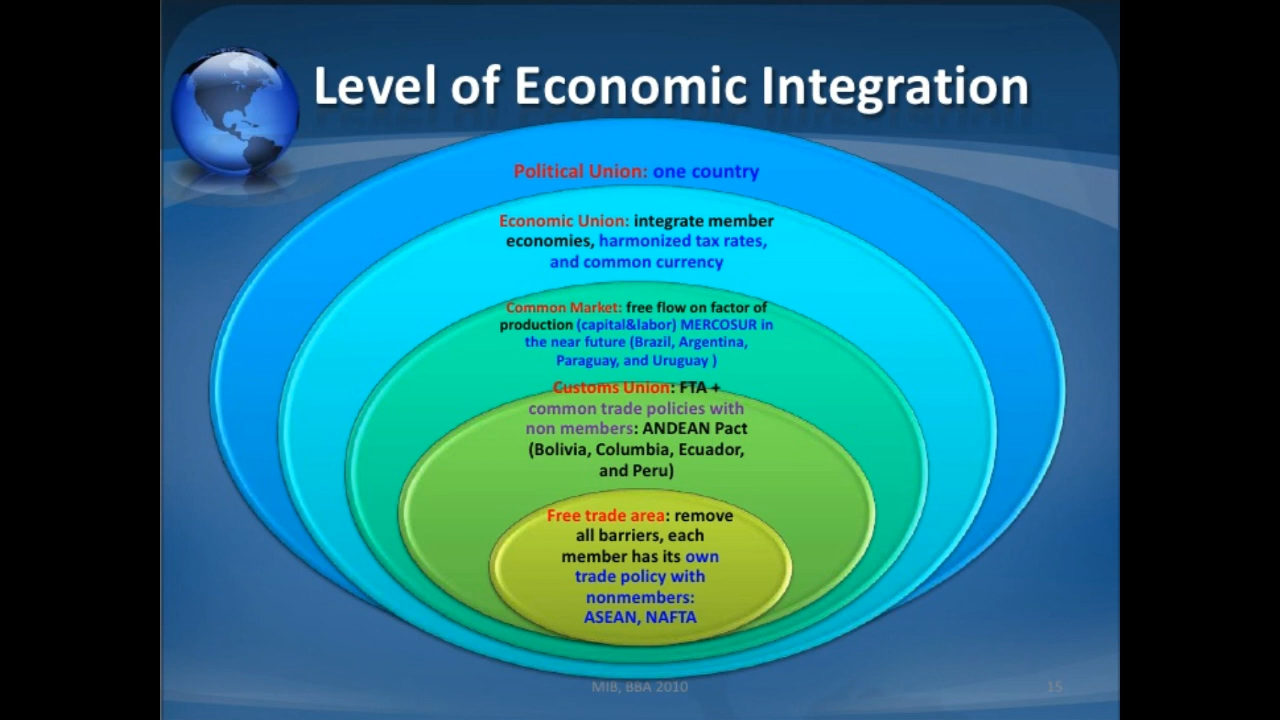 Level of Economic Integration
Political Union: one country
Economic Union: integrate member
economies, harmonized tax rates,
and common currency
Common Market: free flow on factor of
production (capital&labor) MERCOSUR in
the near future (Brazil, Argentina,
Paraguay, and Uruguay )
Customs Union: FTA +
common trade policies with
non members: ANDEAN Pact
(Bolivia, Columbia, Ecuador,
and Peru)
Free trade area: remove
all barriers, each
member has its own
trade policy with
nonmembers:
ASEAN, NAFTA
MIB, BBA 2010
15